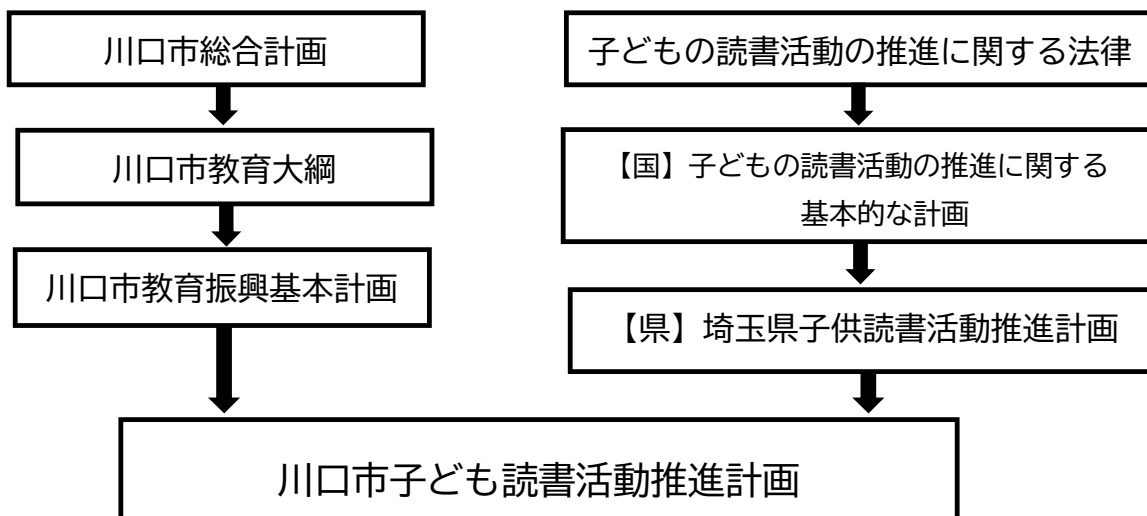 川口市総合計画
川口市教育大綱
川口市教育振興基本計画
子どもの読書活動の推進に関する法律
【国】子どもの読書活動の推進に関する
基本的な計画
【県】埼玉県子供読書活動推進計画
川口市子ども読書活動推進計画